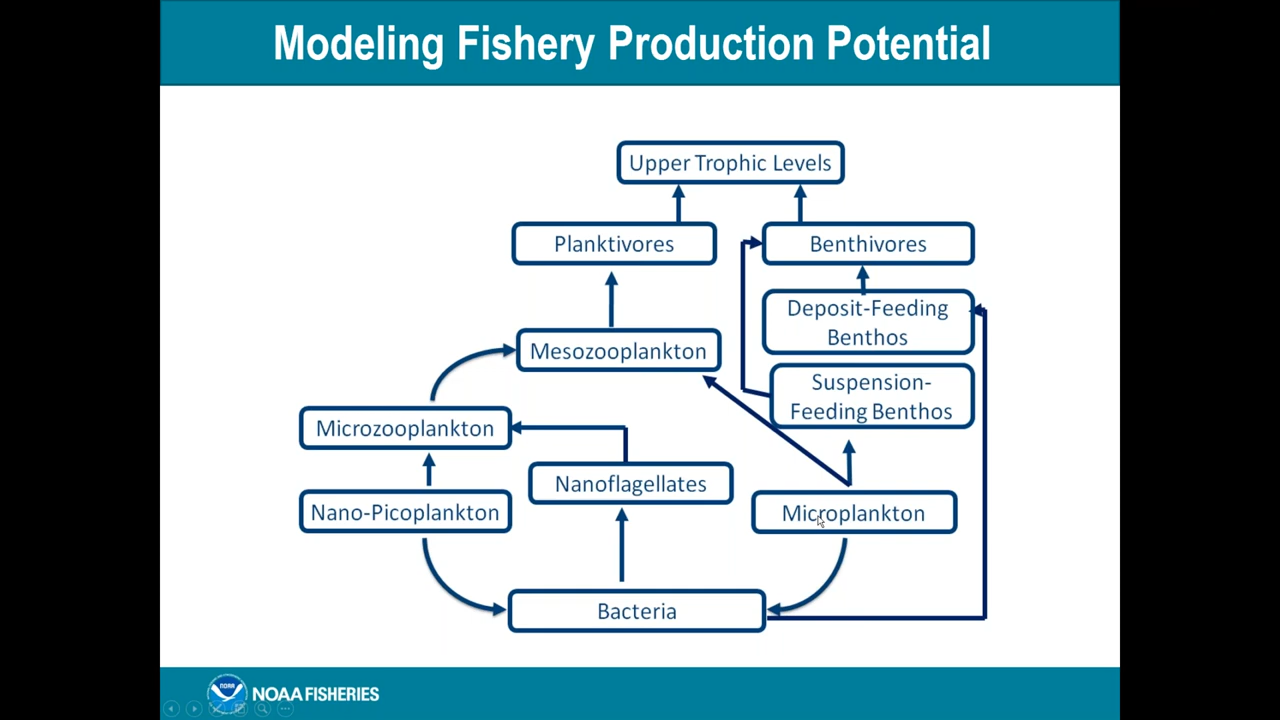 Modeling Fishery Production Potential
Upper Trophic Levels
Planktivores
Benthivores
Deposit-Feeding
Benthos
Mesozooplankton
Suspension-
Feeding Benthos
Microzooplankton
Nanoflagellates
Nano-Picoplankton
Microplankton
Bacteria
NOAA
NOAA FISHERIES